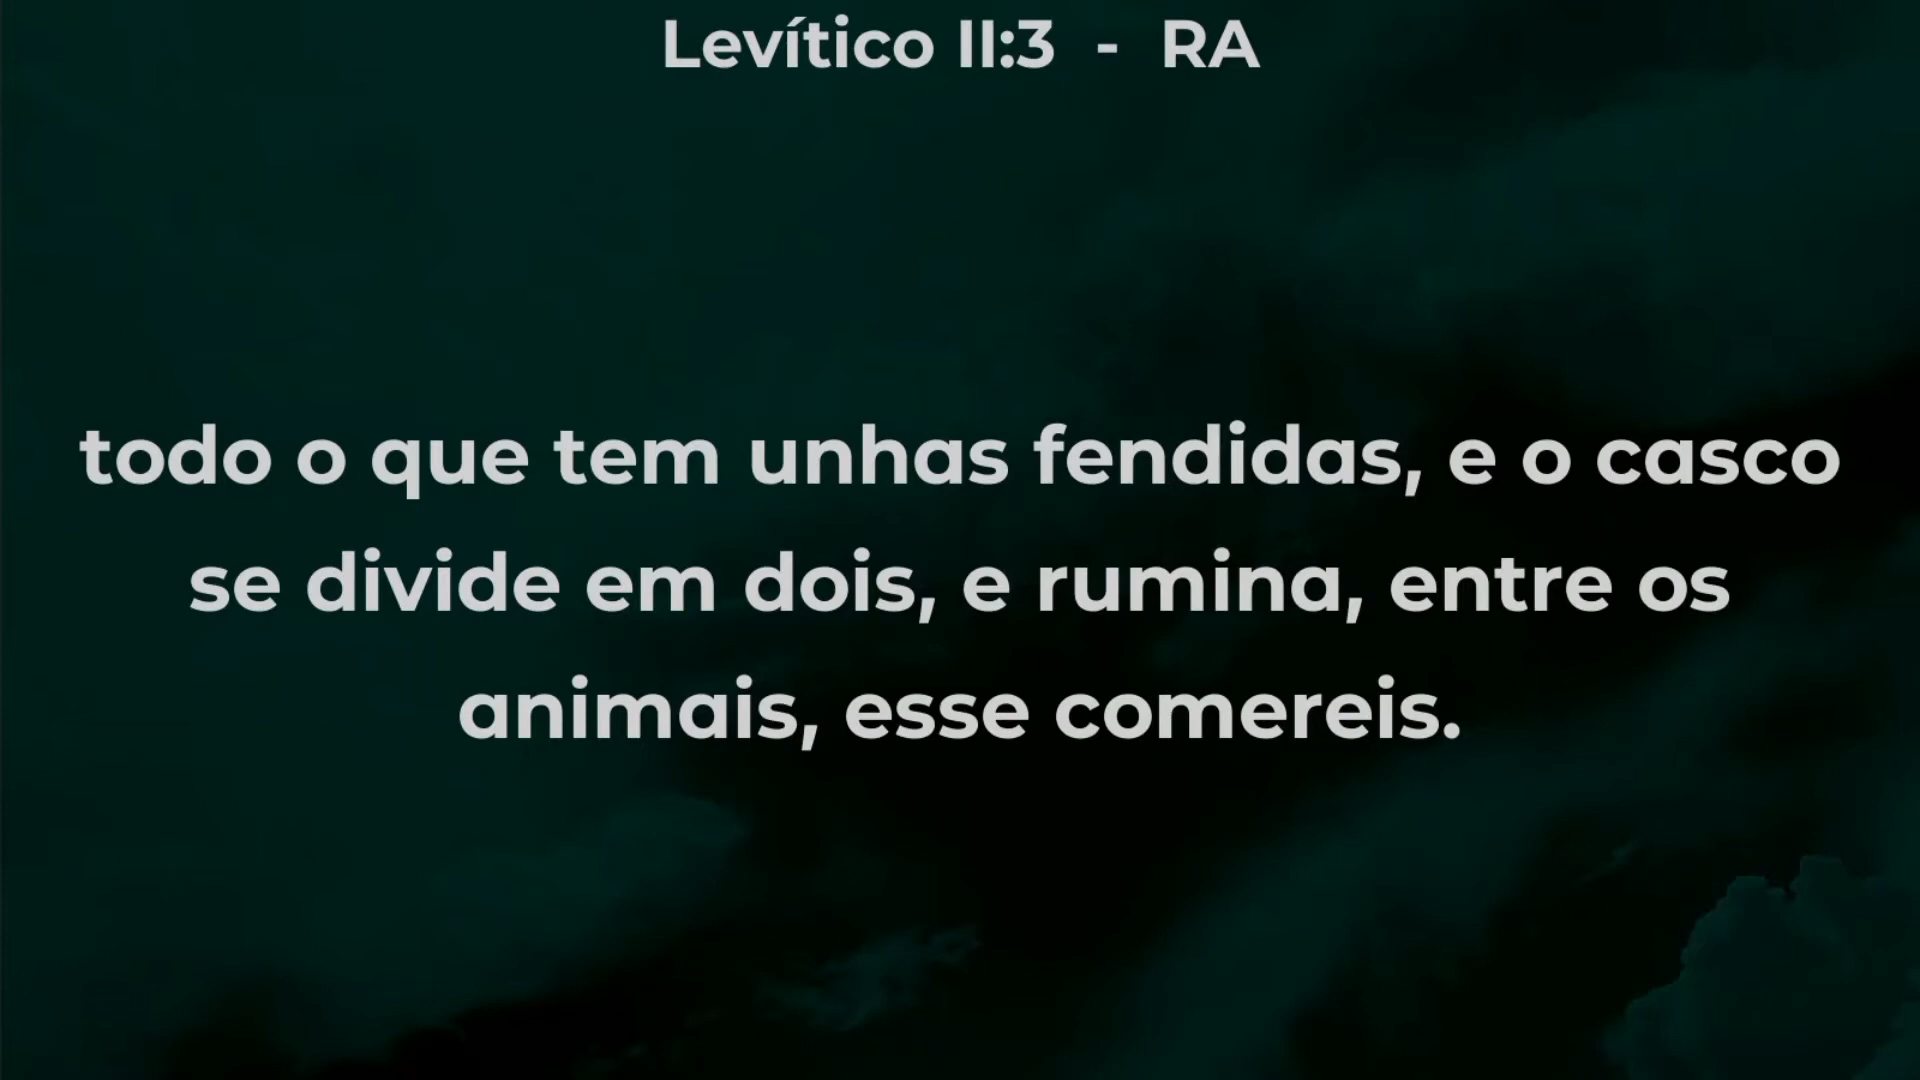 Levítico II:3 - RA
todo o que tem unhas fendidas, e o casco
se divide em dois, e rumina, entre os
animais, esse comereis.